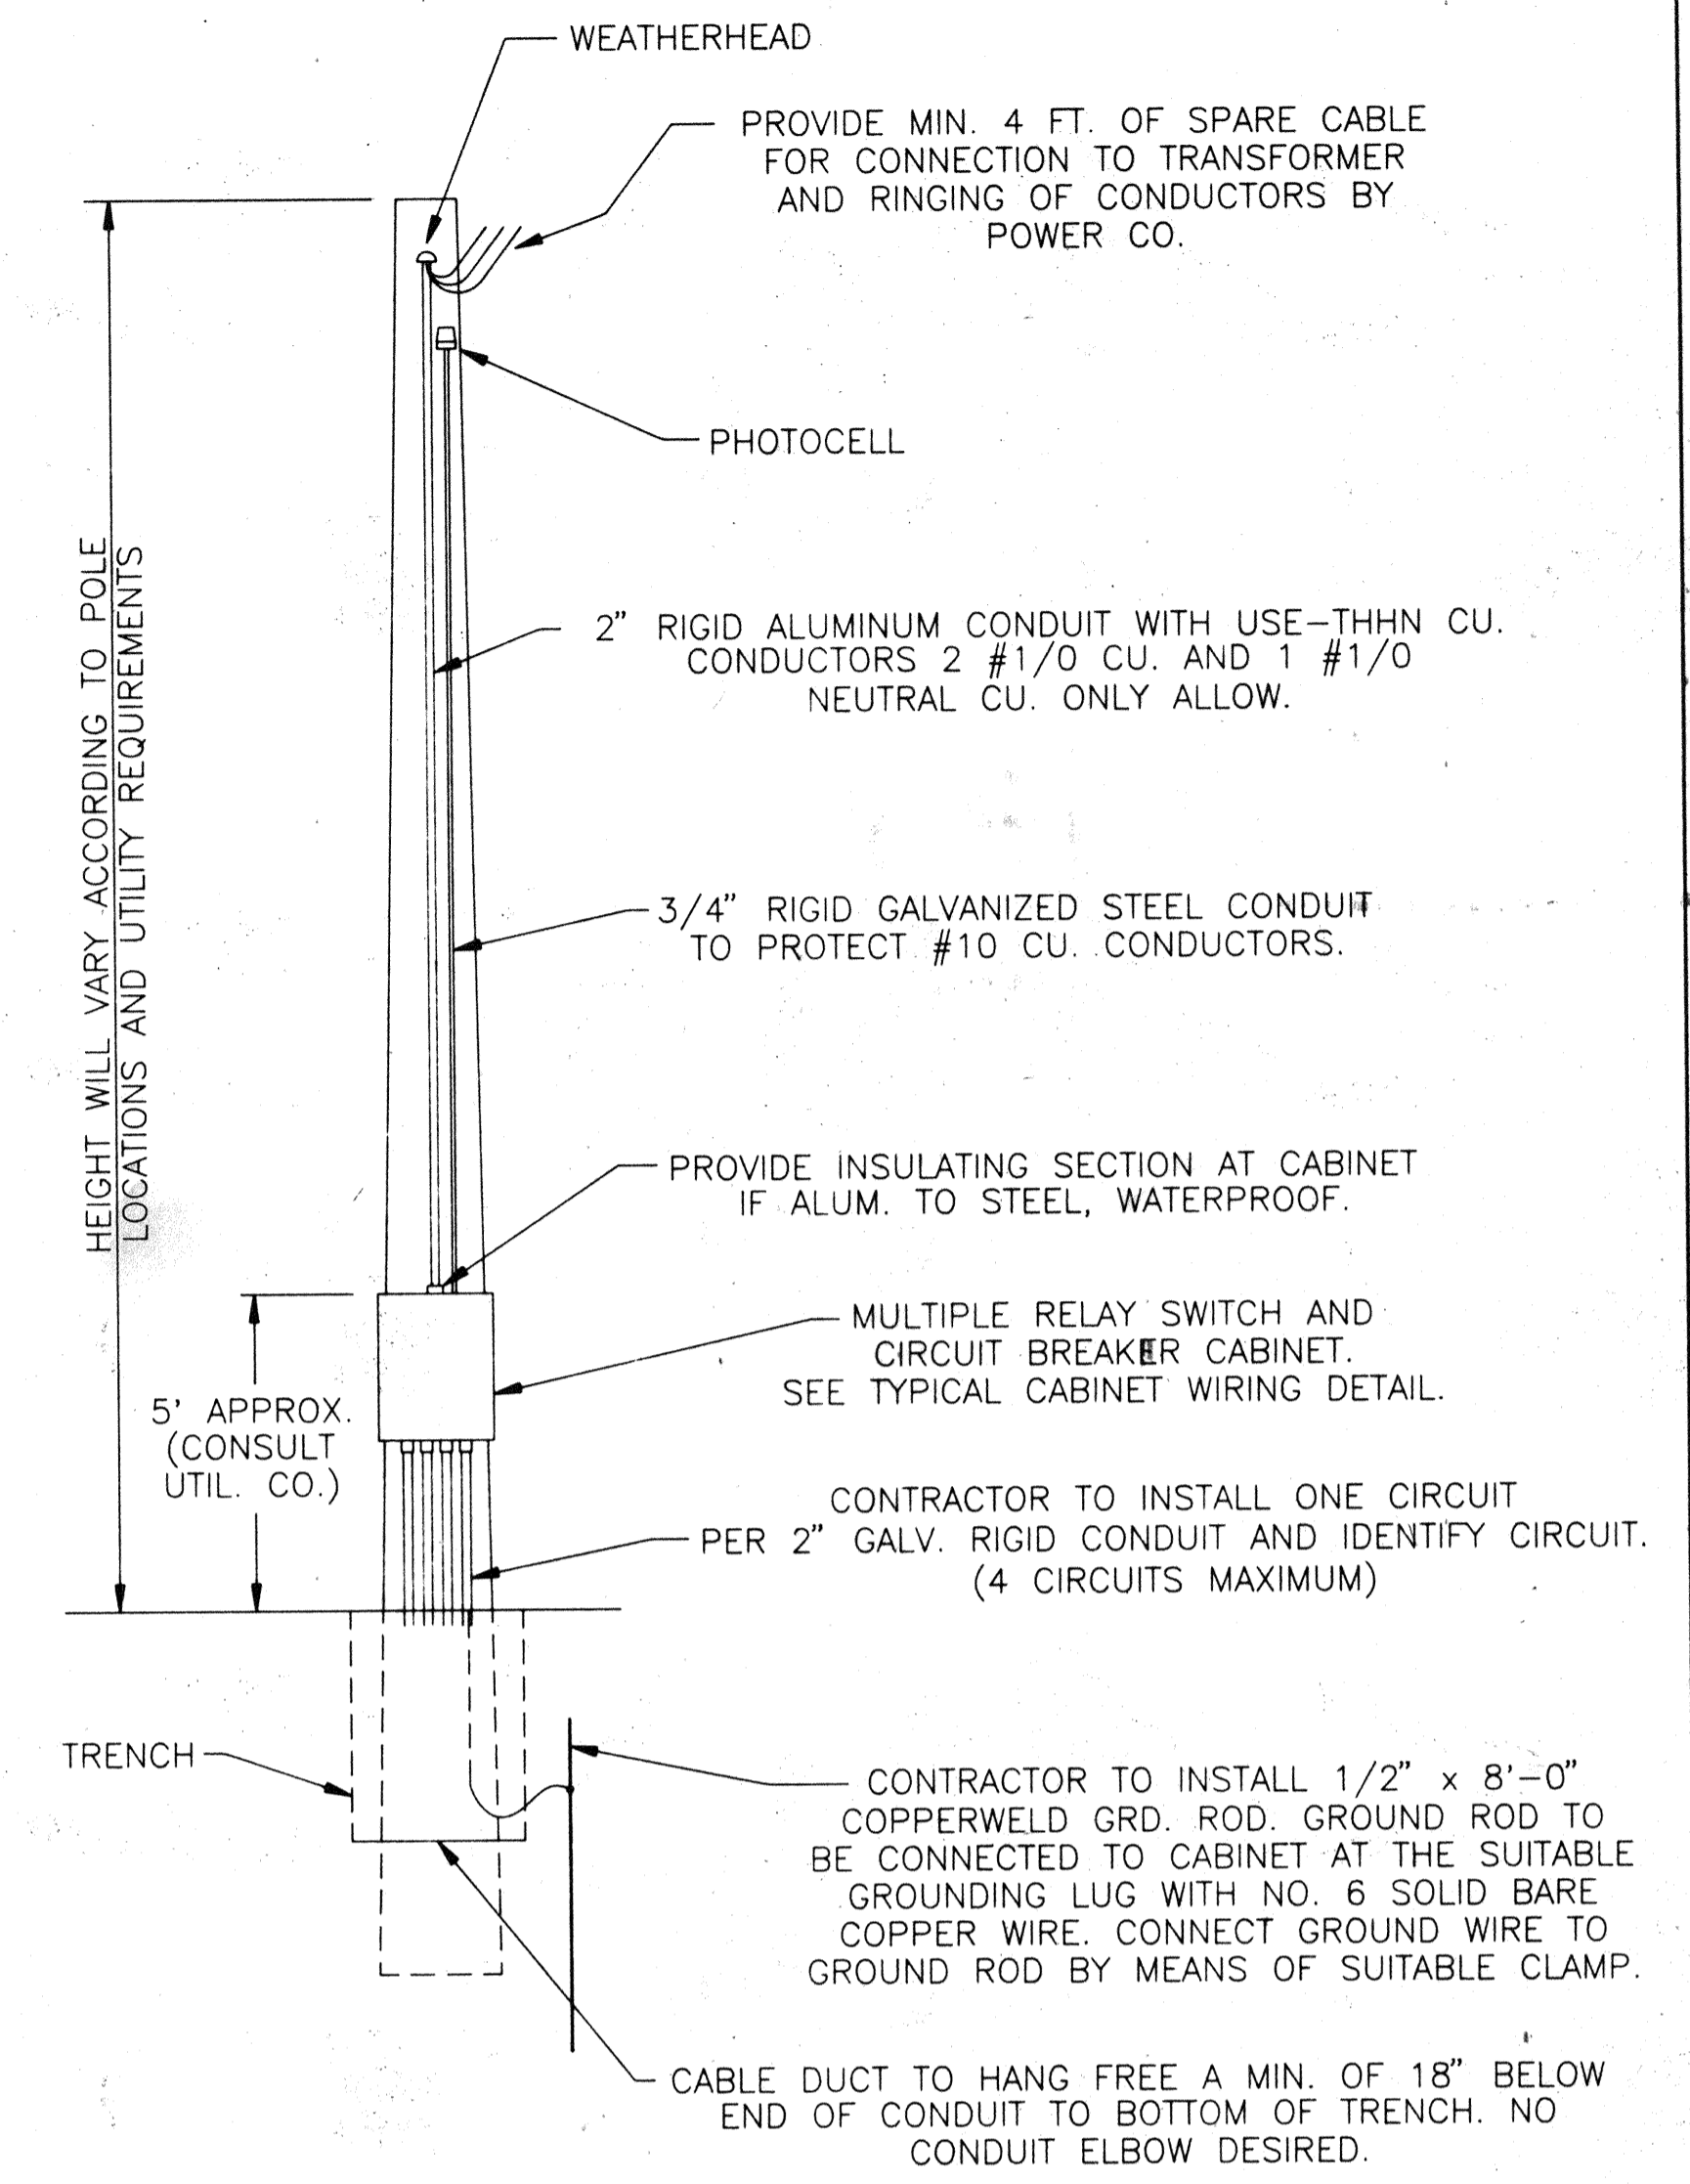 WEATHERHEAD
PROVIDE MIN. 4 FT. OF SPARE CABLE
FOR CONNECTION TO TRANSFORMER
AND RINGING OF CONDUCTORS BY
POWER CO.
PHOTOCELL
HEIGHT WILL VARY ACCORDING TO POLE
LOCATIONS AND UTILITY REQUIREMENTS
2” RIGID ALUMINUM CONDUIT WITH USE–THHN CU.
CONDUCTORS 2 #1/0 CU. AND 1 #1/0
NEUTRAL CU. ONLY ALLOW.
3/4” RIGID GALVANIZED STEEL CONDUIT
TO PROTECT #10 CU. CONDUCTORS.
PROVIDE INSULATING SECTION AT CABINET
IF ALUM. TO STEEL, WATERPROOF.
MULTIPLE RELAY SWITCH AND
CIRCUIT BREAKER CABINET.
SEE TYPICAL CABINET WIRING DETAIL.
5' APPROX.
(CONSULT
UTIL. CO.)
CONTRACTOR TO INSTALL ONE CIRCUIT
PER 2” GALV. RIGID CONDUIT AND IDENTIFY CIRCUIT.
(4 CIRCUITS MAXIMUM)
TRENCH
CONTRACTOR TO INSTALL 1/2” x 8'–0”
COPPERWELD GRD. ROD. GROUND ROD TO
BE CONNECTED TO CABINET AT THE SUITABLE
GROUNDING LUG WITH NO. 6 SOLID BARE
COPPER WIRE. CONNECT GROUND WIRE TO
GROUND ROD BY MEANS OF SUITABLE CLAMP.
CABLE DUCT TO HANG FREE A MIN. OF 18” BELOW
END OF CONDUIT TO BOTTOM OF TRENCH. NO
CONDUIT ELBOW DESIRED.